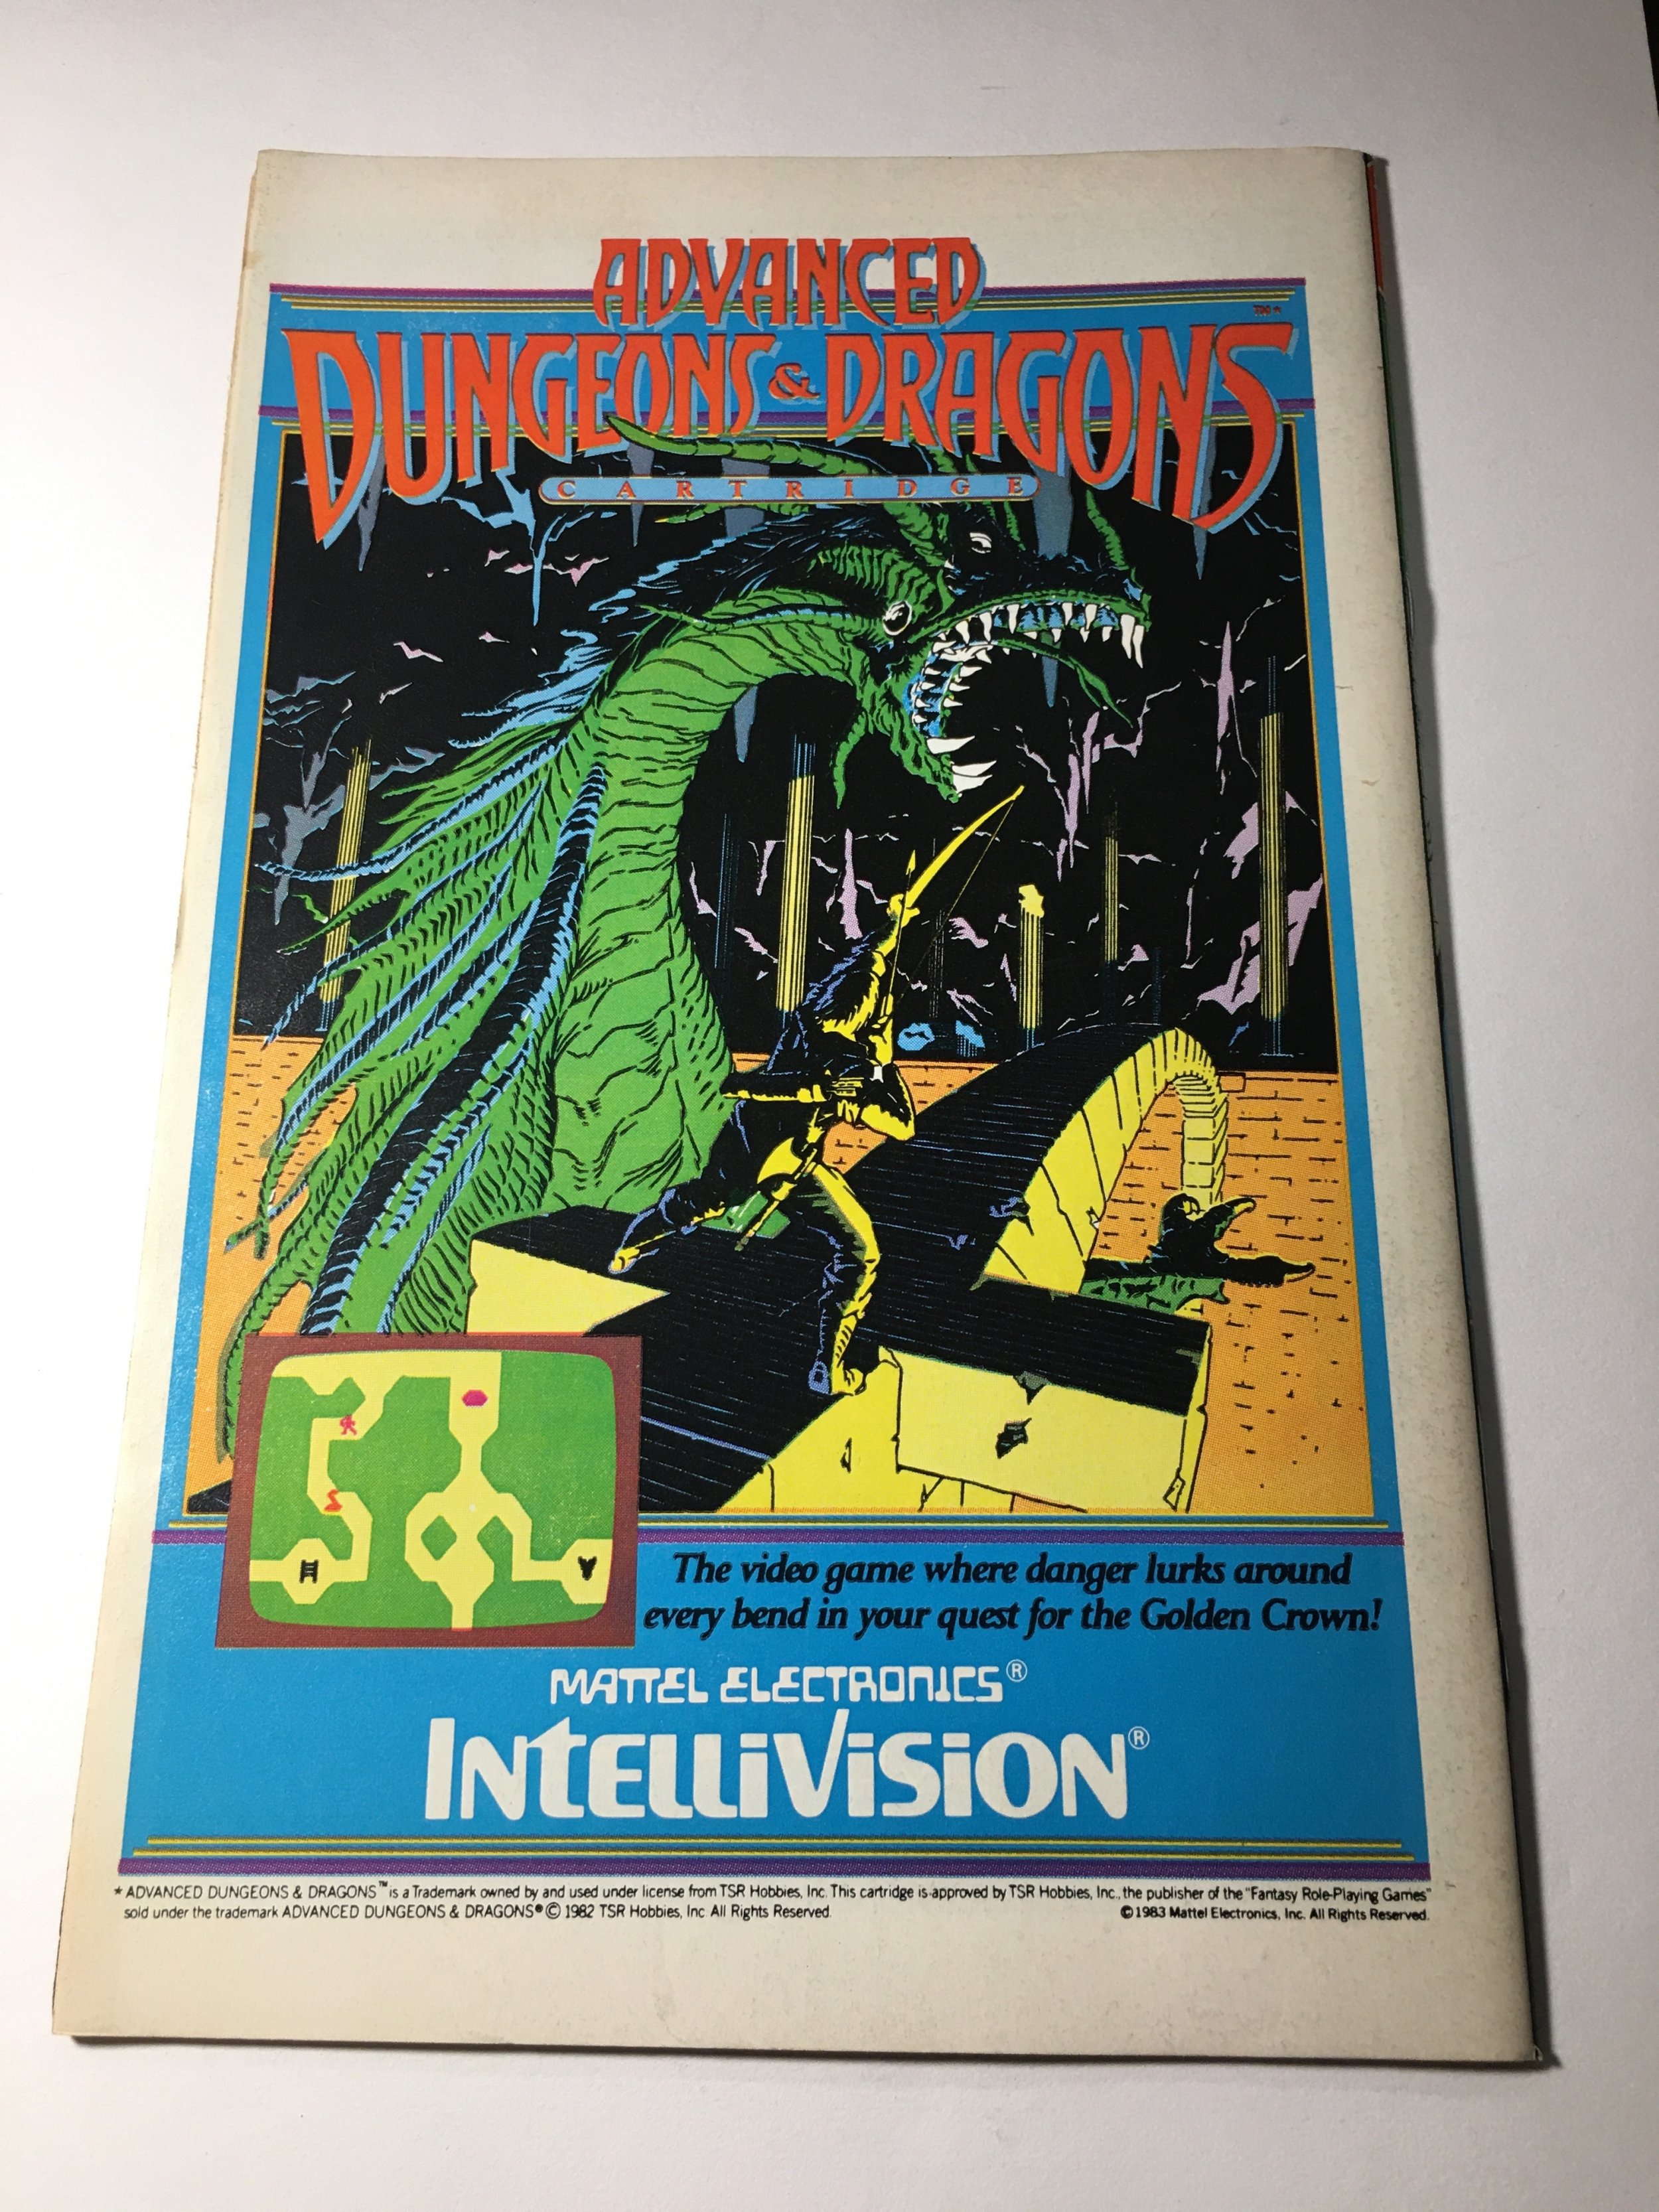 ADVANCED
DUNGEONS & DRAGONS™*
CARTRIDGE
The video game where danger lurks around
every bend in your quest for the Golden Crown!
MATTEL ELECTRONICS®
INTELLIVISION®
* ADVANCED DUNGEONS & DRAGONS™ is a Trademark owned by and used under license from TSR Hobbies, Inc. This cartridge is approved by TSR Hobbies, Inc., the publisher of the "Fantasy Role-Playing Games"
sold under the trademark ADVANCED DUNGEONS & DRAGONS® © 1982 TSR Hobbies, Inc. All Rights Reserved.
© 1983 Mattel Electronics, Inc. All Rights Reserved.